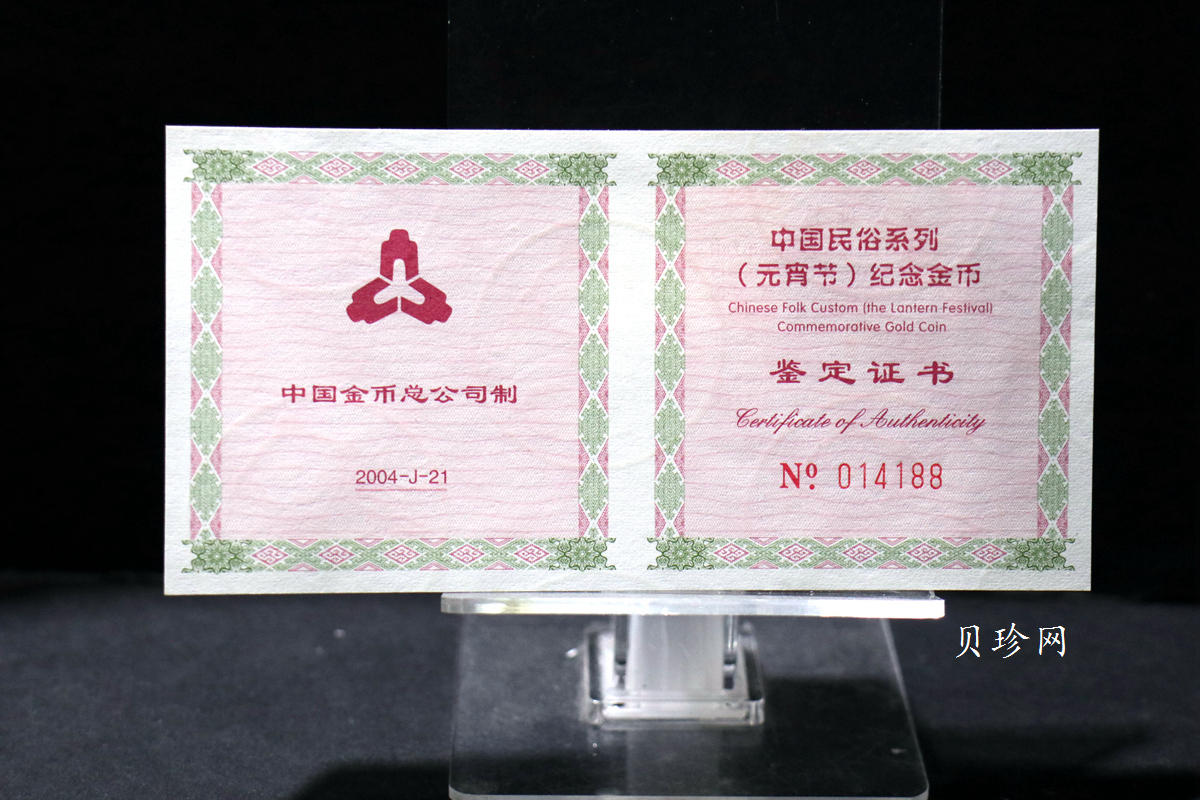 中国金币总公司制
2004-J-21
中国民俗系列
（元宵节）纪念金币
Chinese Folk Custom (the Lantern Festival)
Commemorative Gold Coin
鉴定证书
Certificate of Authenticity
Nº 014188
贝珍网